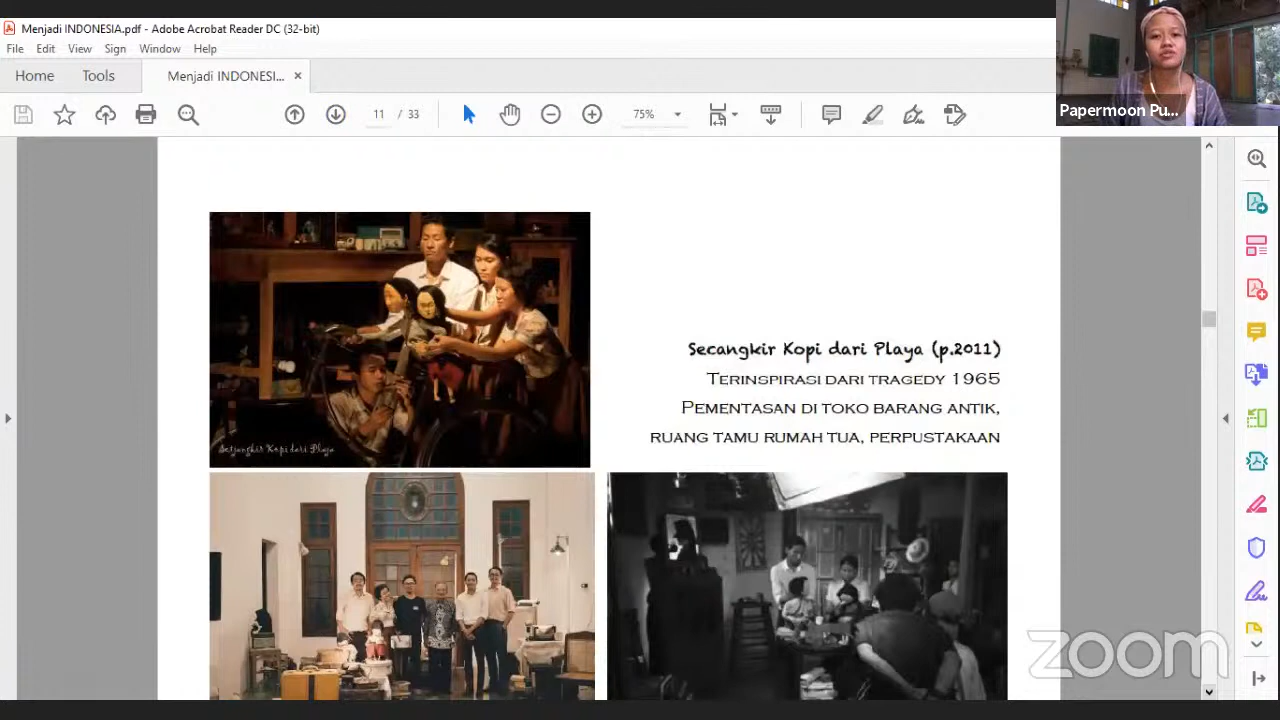 Menjadi INDONESIA.pdf - Adobe Acrobat Reader DC (32-bit)
File Edit View Sign Window Help
Home Tools Menjadi INDONESI... ×
11 / 33 75%
Papermoon Pu...
Secangkir Kopi dari Playa (p.2011)
TERINSPIRASI DARI TRAGEDY 1965
PEMENTASAN DI TOKO BARANG ANTIK,
RUANG TAMU RUMAH TUA, PERPUSTAKAAN
Setjangkir Kopi dari Plaja
zoom